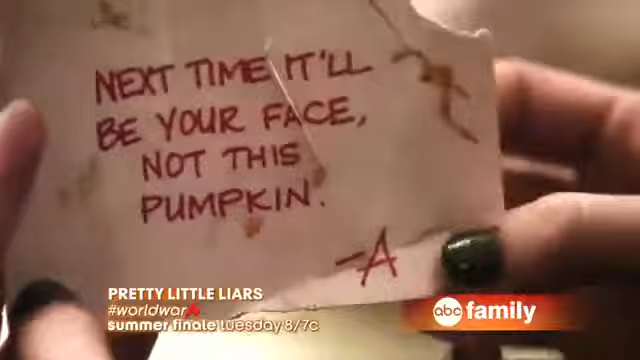 NEXT TIME IT'LL
BE YOUR FACE,
NOT THIS
PUMPKIN.
-A
PRETTY LITTLE LIARS
#worldwarA
summer finale tuesday 8/7c
abc family